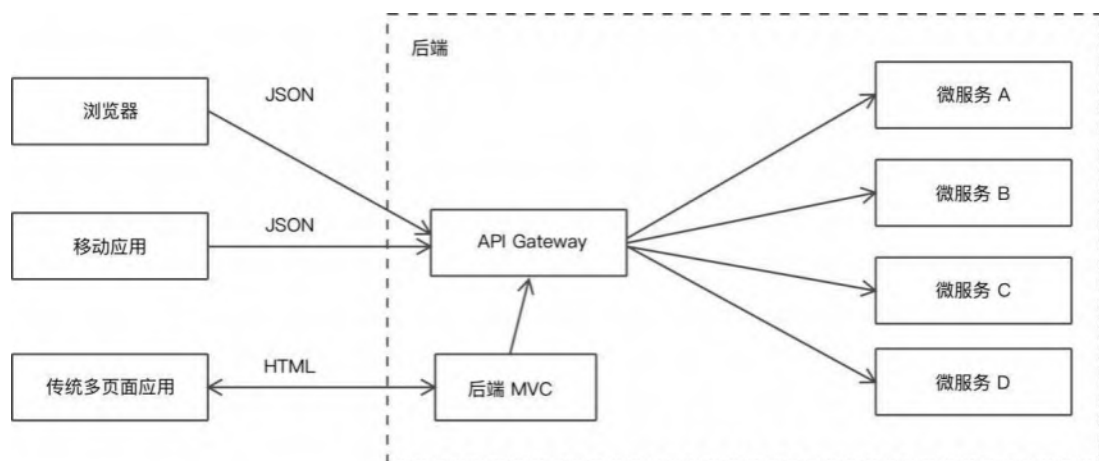 后端
浏览器
JSON
微服务 A
微服务 B
移动应用
JSON
API Gateway
微服务 C
传统多页面应用
HTML
后端 MVC
微服务 D